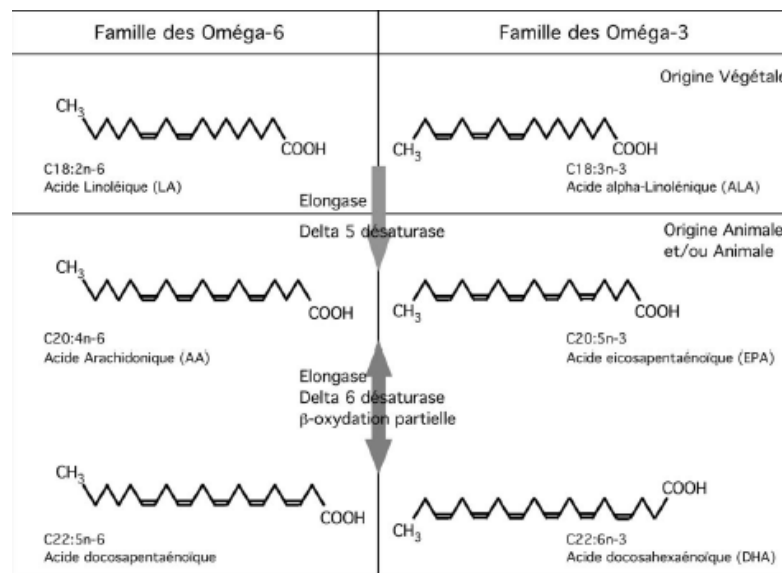 Famille des Oméga-6
Famille des Oméga-3
Origine Végétale
CH3
COOH
C18:2n-6
Acide Linoléique (LA)
CH3
COOH
C18:3n-3
Acide alpha-Linolénique (ALA)
Elongase
Delta 5 désaturase
Origine Animale
et/ou Animale
CH3
COOH
C20:4n-6
Acide Arachidonique (AA)
CH3
COOH
C20:5n-3
Acide eicosapentaénoïque (EPA)
Elongase
Delta 6 désaturase
β-oxydation partielle
CH3
COOH
C22:5n-6
Acide docosapentaénoïque
COOH
CH3
C22:6n-3
Acide docosahexaénoïque (DHA)